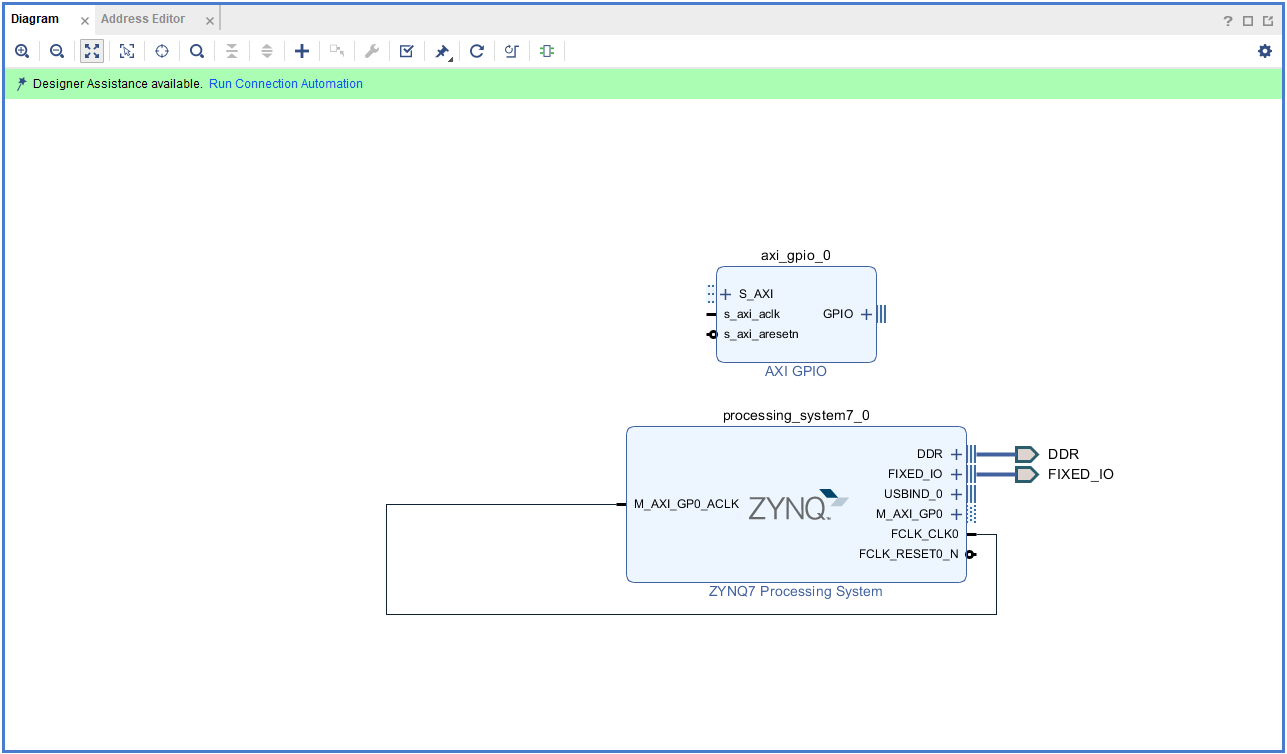 Diagram
Address Editor
?
Designer Assistance available. Run Connection Automation
axi_gpio_0
S_AXI
s_axi_aclk
GPIO
s_axi_aresetn
AXI GPIO
processing_system7_0
DDR
DDR
FIXED_IO
FIXED_IO
USBIND_0
M_AXI_GP0_ACLK
ZYNQ
M_AXI_GP0
FCLK_CLK0
FCLK_RESET0_N
ZYNQ7 Processing System